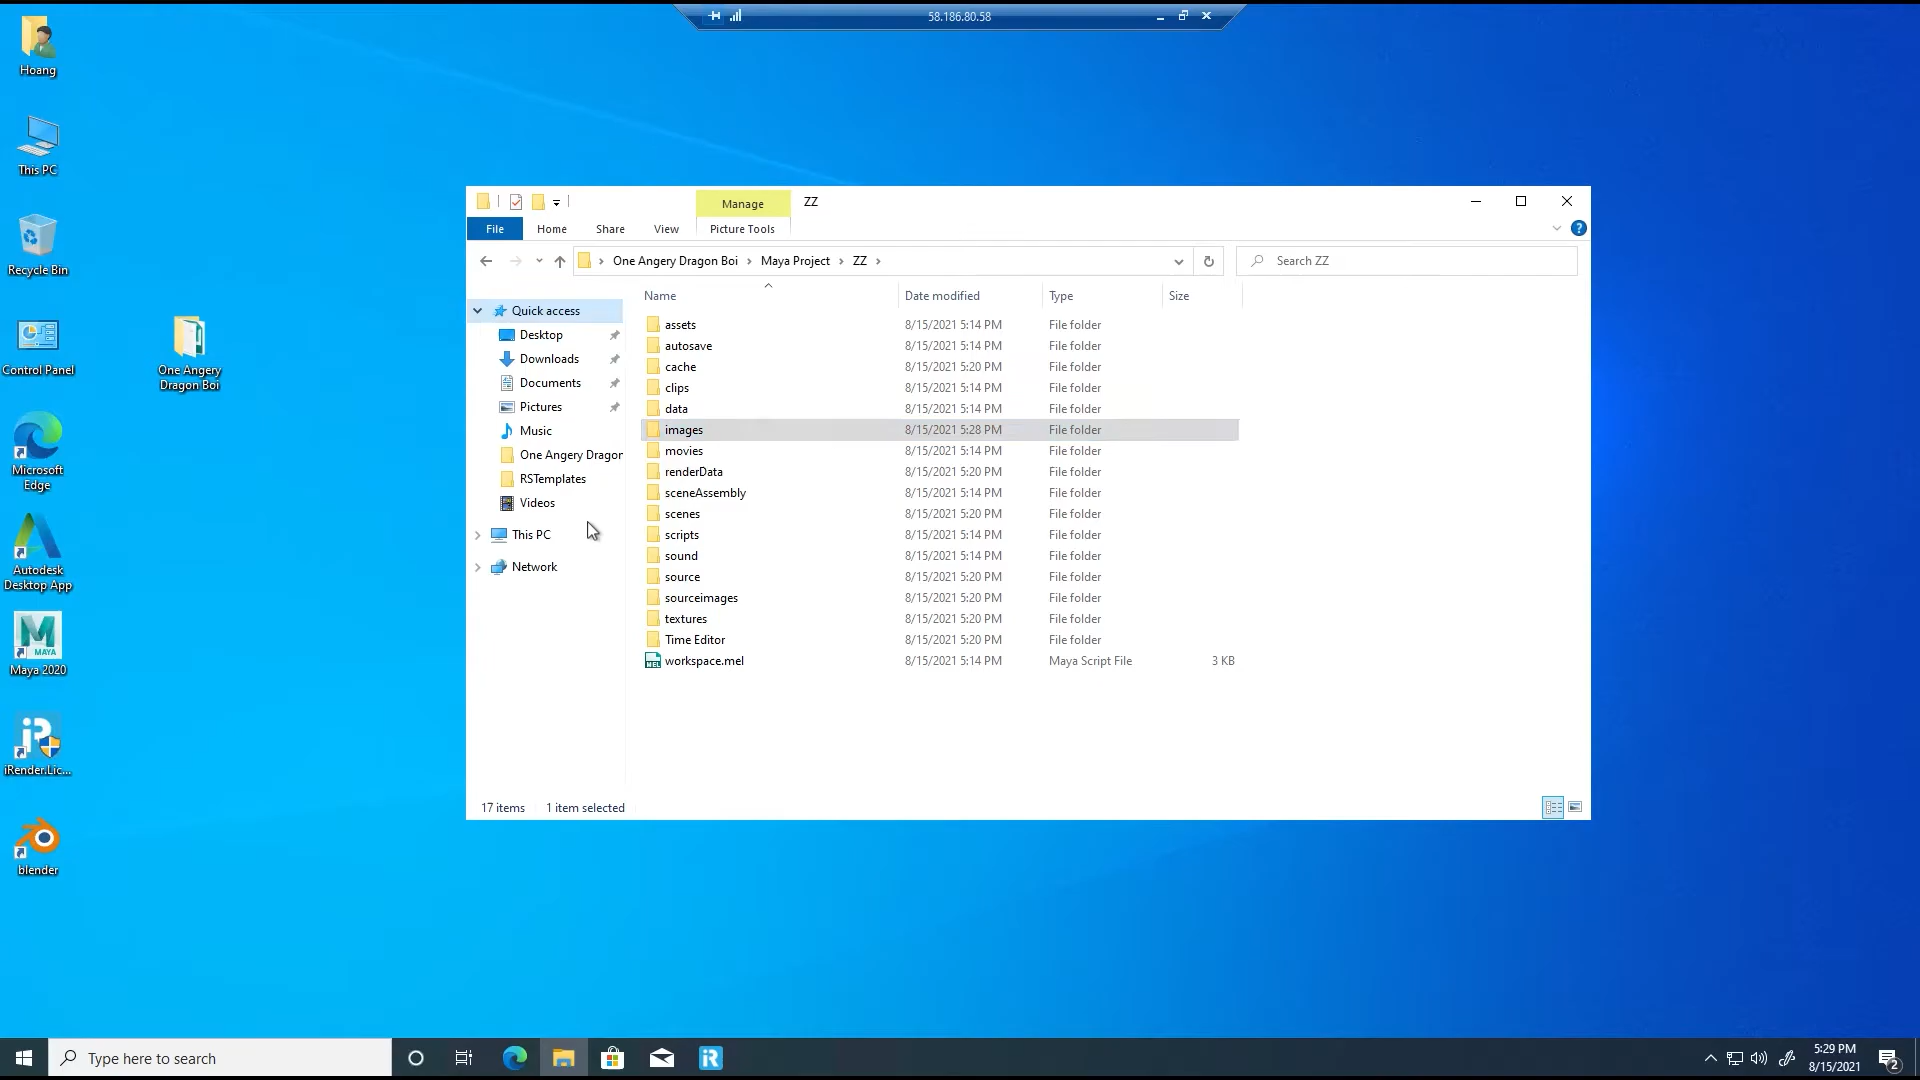 58.186.80.58
Hoang
This PC
Recycle Bin
Control Panel
One Angery
Dragon Boi
Microsoft
Edge
Autodesk
Desktop App
MAYA
Maya 2020
iRender.Lic...
blender
Manage
ZZ
File
Home
Share
View
Picture Tools
One Angery Dragon Boi
Maya Project
ZZ
Search ZZ
Quick access
Desktop
Downloads
Documents
Pictures
Music
One Angery Dragon
RSTemplates
Videos
This PC
Network
Name Date modified Type Size
assets 8/15/2021 5:14 PM File folder
autosave 8/15/2021 5:14 PM File folder
cache 8/15/2021 5:20 PM File folder
clips 8/15/2021 5:14 PM File folder
data 8/15/2021 5:14 PM File folder
images 8/15/2021 5:28 PM File folder
movies 8/15/2021 5:14 PM File folder
renderData 8/15/2021 5:20 PM File folder
sceneAssembly 8/15/2021 5:14 PM File folder
scenes 8/15/2021 5:20 PM File folder
scripts 8/15/2021 5:14 PM File folder
sound 8/15/2021 5:14 PM File folder
source 8/15/2021 5:20 PM File folder
sourceimages 8/15/2021 5:20 PM File folder
textures 8/15/2021 5:20 PM File folder
Time Editor 8/15/2021 5:20 PM File folder
workspace.mel 8/15/2021 5:14 PM Maya Script File 3 KB
17 items 1 item selected
Type here to search
5:29 PM
8/15/2021
2